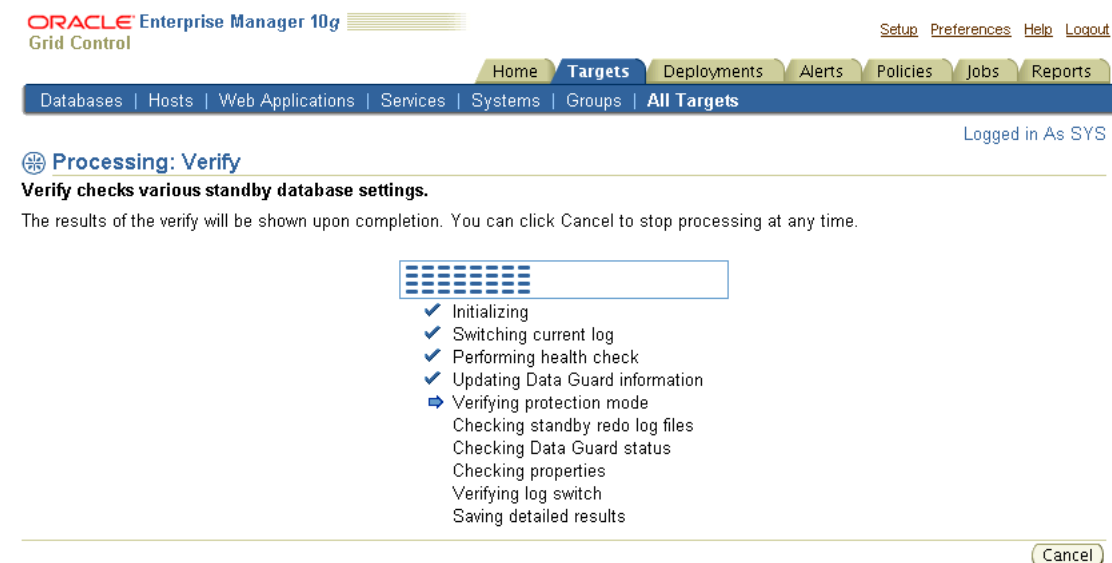 ORACLE Enterprise Manager 10g
Grid Control
Setup Preferences Help Logout
Home Targets Deployments Alerts Policies Jobs Reports
Databases | Hosts | Web Applications | Services | Systems | Groups | All Targets
Logged in As SYS
Processing: Verify
Verify checks various standby database settings.
The results of the verify will be shown upon completion. You can click Cancel to stop processing at any time.
Initializing
Switching current log
Performing health check
Updating Data Guard information
Verifying protection mode
Checking standby redo log files
Checking Data Guard status
Checking properties
Verifying log switch
Saving detailed results
Cancel